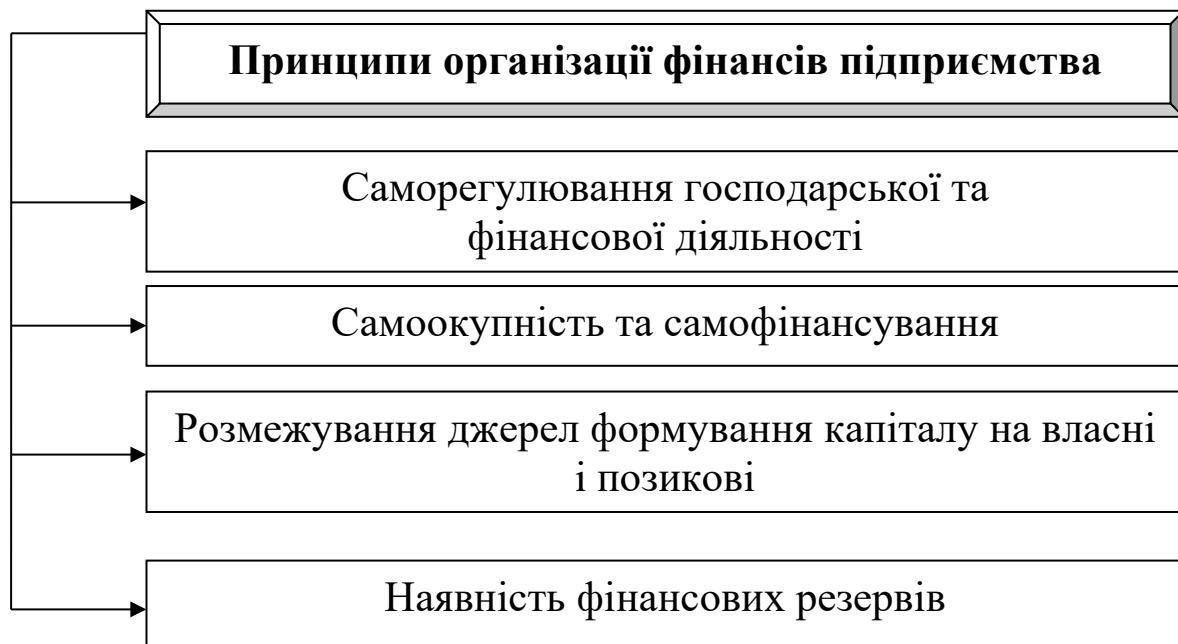 Принципи організації фінансів підприємства
Саморегулювання господарської та
фінансової діяльності
Самоокупність та самофінансування
Розмежування джерел формування капіталу на власні
і позикові
Наявність фінансових резервів